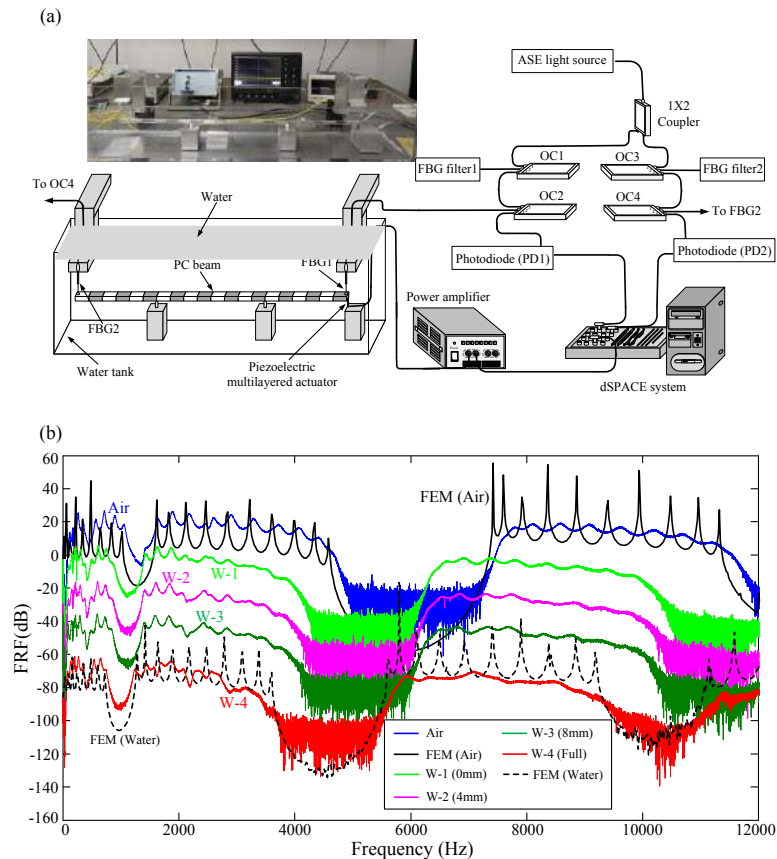 (a)
ASE light source
1X2
Coupler
OC1
OC3
FBG filter1
FBG filter2
To OC4
OC2
OC4
Water
To FBG2
Photodiode (PD1)
Photodiode (PD2)
FBG1
PC beam
Power amplifier
FBG2
Water tank
Piezoelectric
multilayered actuator
dSPACE system
(b)
60
40
20
0
-20
-40
-60
-80
-100
-120
-140
-160
FRF(dB)
Air
FEM (Air)
W-1
W-2
W-3
W-4
FEM (Water)
Air
FEM (Air)
W-1 (0mm)
W-2 (4mm)
W-3 (8mm)
W-4 (Full)
FEM (Water)
0 2000 4000 6000 8000 10000 12000
Frequency (Hz)